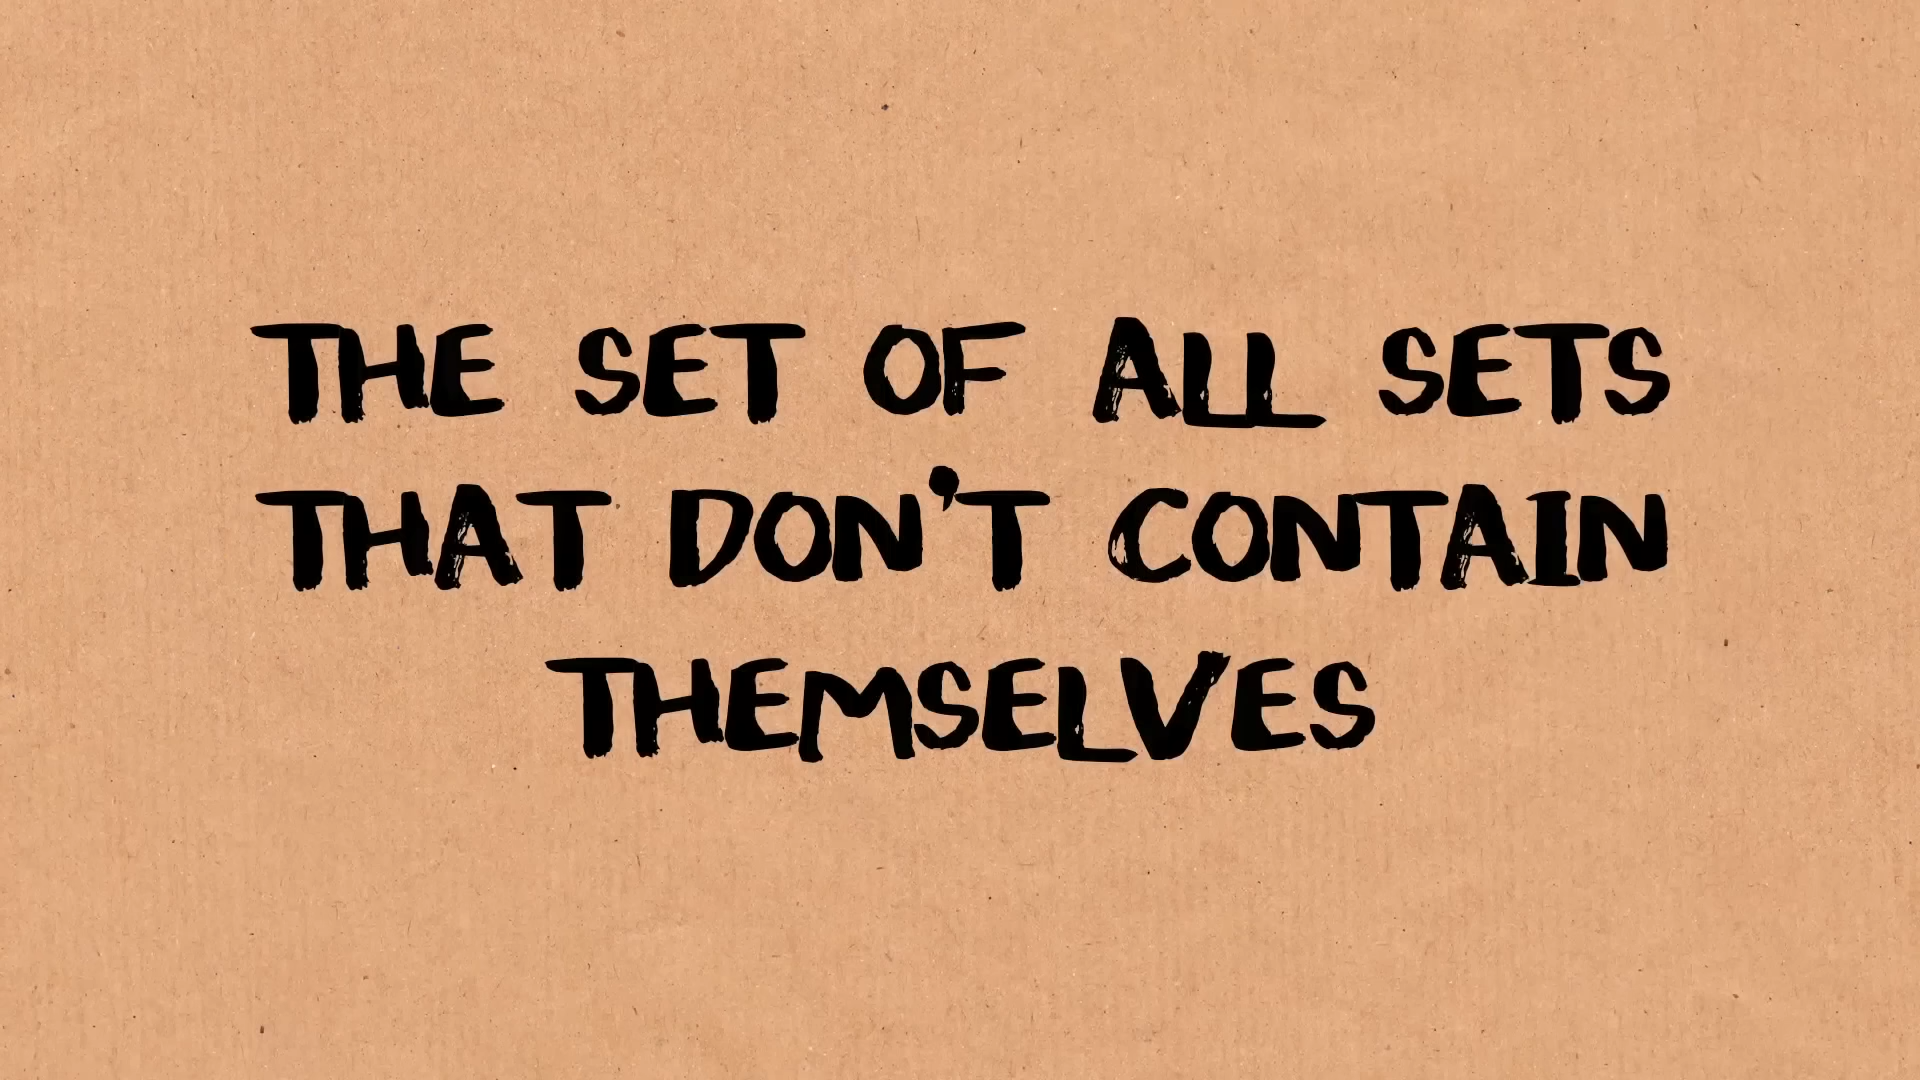 THE SET OF ALL SETS
THAT DON'T CONTAIN
THEMSELVES